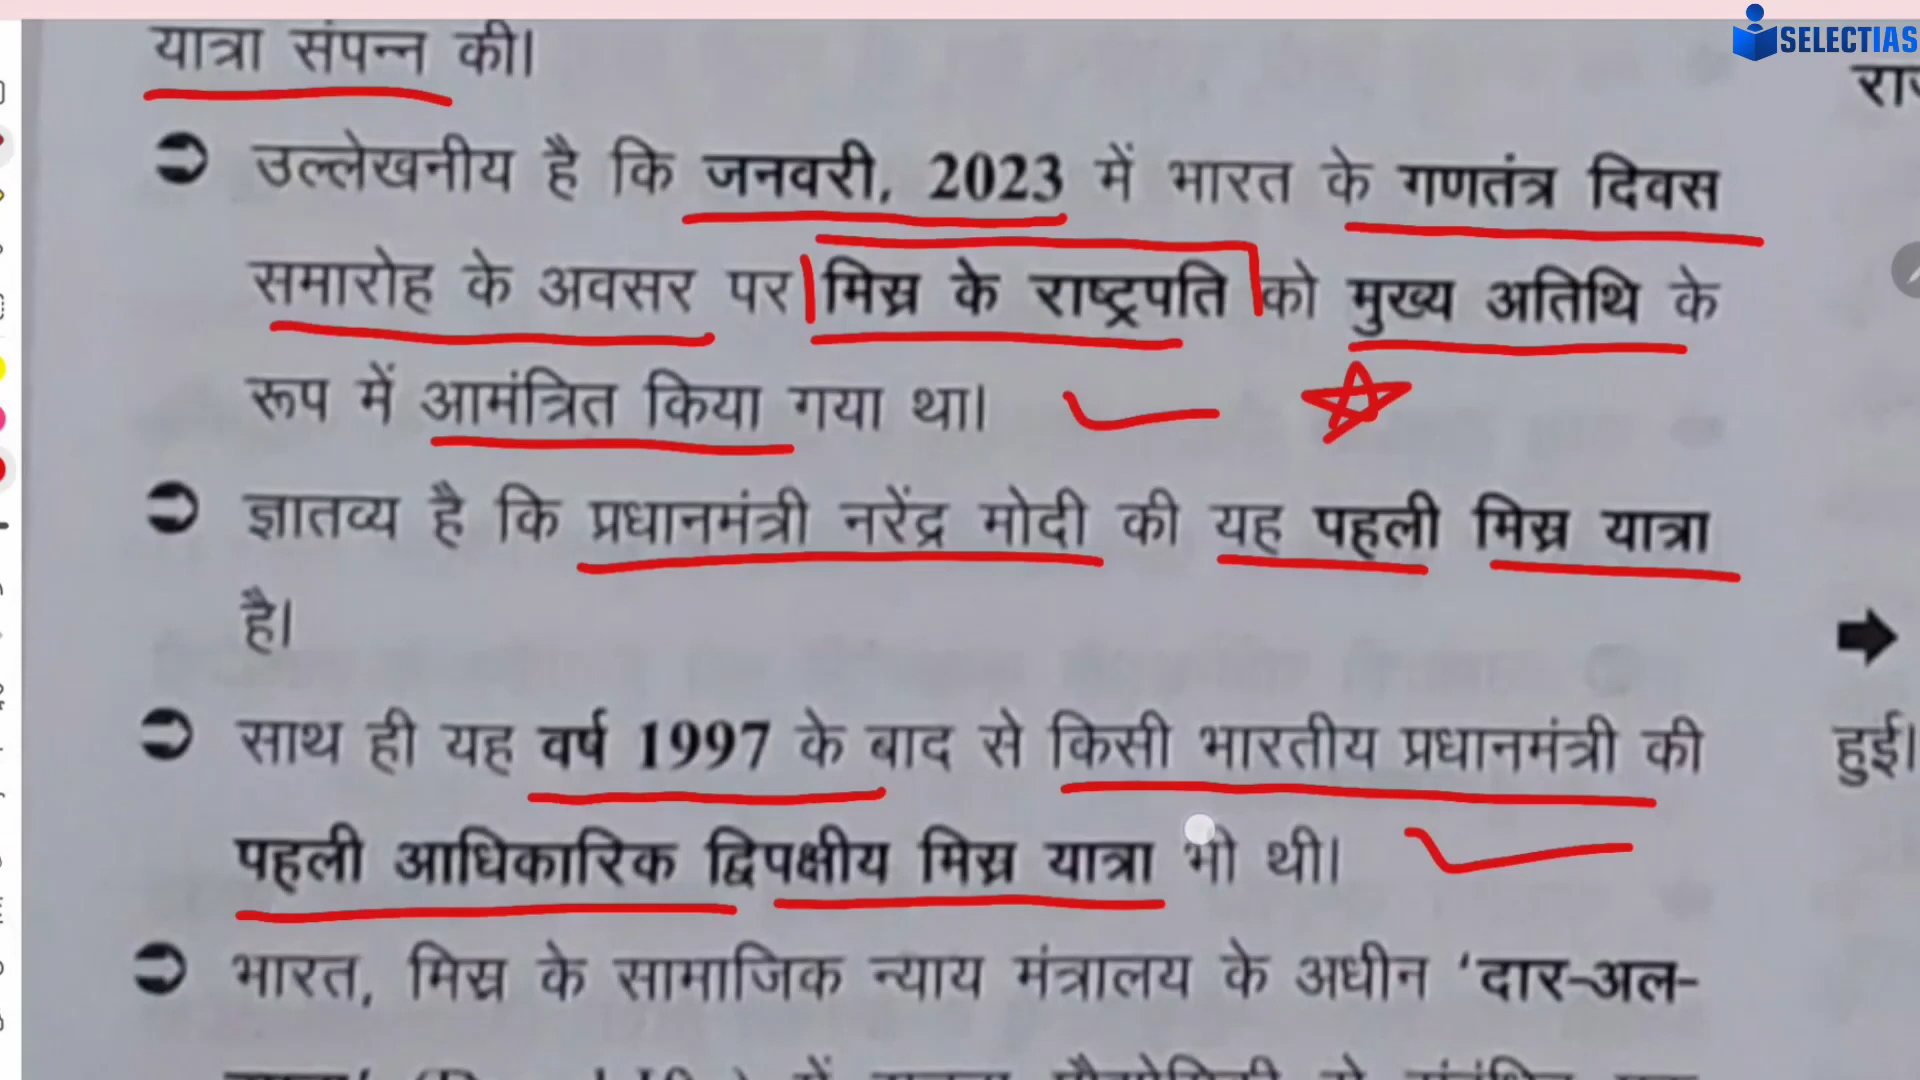 SELECTIAS
यात्रा संपन्न की।
उल्लेखनीय है कि जनवरी, 2023 में भारत के गणतंत्र दिवस
समारोह के अवसर पर मिस्र के राष्ट्रपति को मुख्य अतिथि के
रूप में आमंत्रित किया गया था।
ज्ञातव्य है कि प्रधानमंत्री नरेंद्र मोदी की यह पहली मिस्र यात्रा
है।
साथ ही यह वर्ष 1997 के बाद से किसी भारतीय प्रधानमंत्री की
पहली आधिकारिक द्विपक्षीय मिस्र यात्रा भी थी।
भारत, मिस्र के सामाजिक न्याय मंत्रालय के अधीन ‘दार-अल-
हुई।